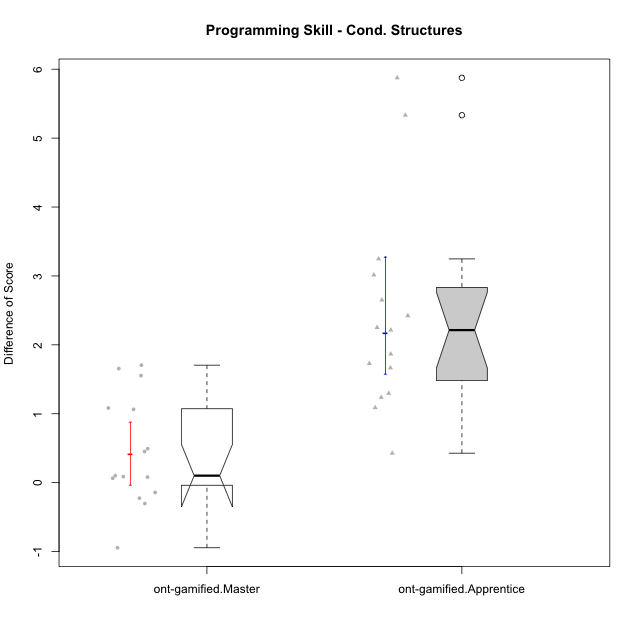 Programming Skill - Cond. Structures
Difference of Score
6
5
4
3
2
1
0
-1
ont-gamified.Master
ont-gamified.Apprentice